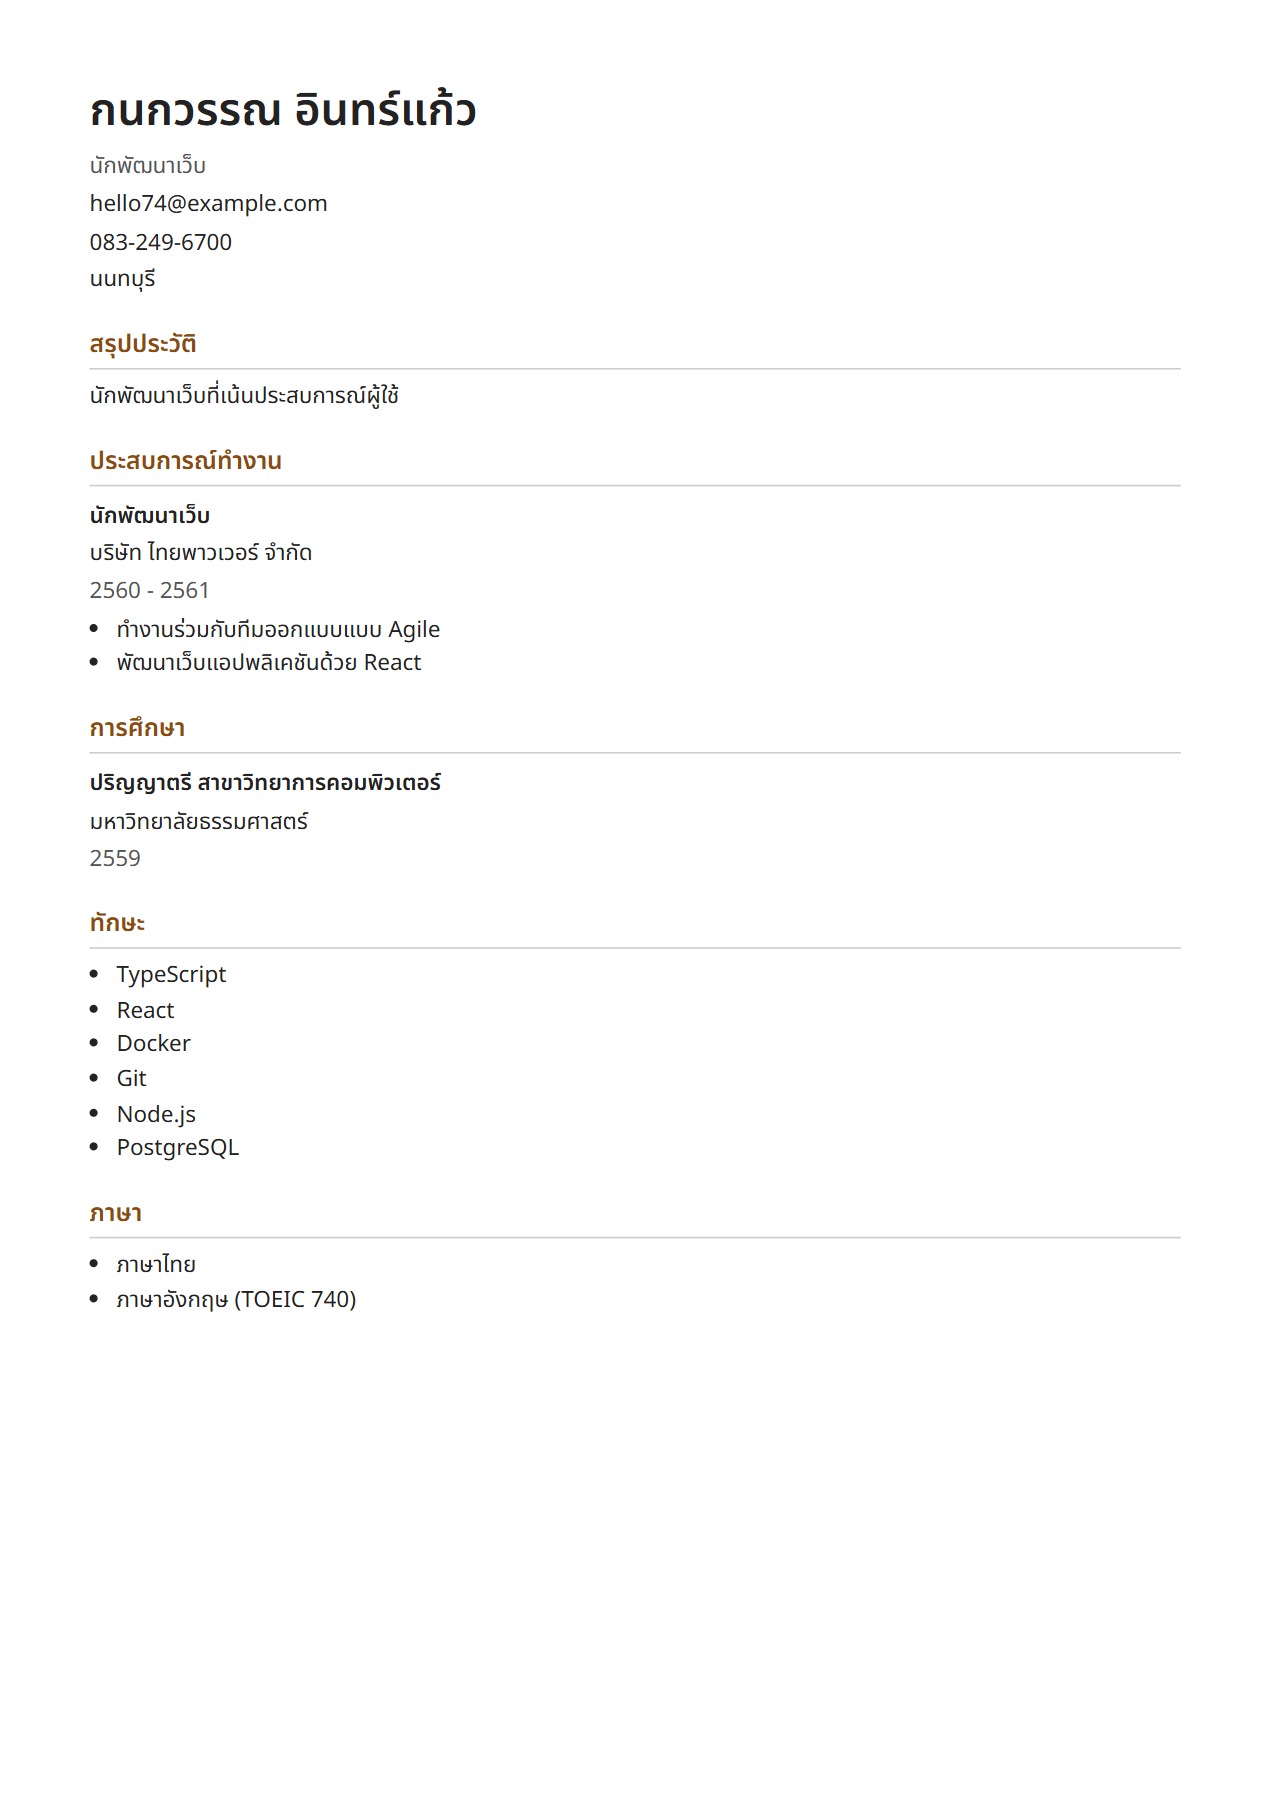 กนกวรรณ อินทร์แก้ว
นักพัฒนาเว็บ
hello74@example.com
083-249-6700
นนทบุรี
สรุปประวัติ
นักพัฒนาเว็บที่เน้นประสบการณ์ผู้ใช้
ประสบการณ์ทำงาน
นักพัฒนาเว็บ
บริษัท ไทยพาวเวอร์ จำกัด
2560 - 2561
• ทำงานร่วมกับทีมออกแบบแบบ Agile
• พัฒนาเว็บแอปพลิเคชันด้วย React
การศึกษา
ปริญญาตรี สาขาวิทยาการคอมพิวเตอร์
มหาวิทยาลัยธรรมศาสตร์
2559
ทักษะ
• TypeScript
• React
• Docker
• Git
• Node.js
• PostgreSQL
ภาษา
• ภาษาไทย
• ภาษาอังกฤษ (TOEIC 740)